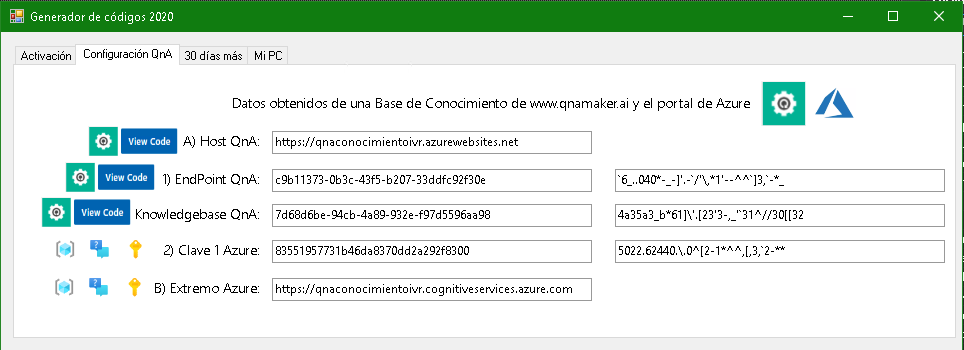 Generador de códigos 2020
Activación Configuración QnA 30 días más Mi PC
Datos obtenidos de una Base de Conocimiento de www.qnamaker.ai y el portal de Azure
View Code A) Host QnA: https://qnaconocimientoivr.azurewebsites.net
View Code 1) EndPoint QnA: c9b11373-0b3c-43f5-b207-33ddfc92f30e `6_..040*-_-]'.-`/'\,*1'--^^`]3,`-*_
View Code Knowledgebase QnA: 7d68d6be-94cb-4a89-932e-f97d5596aa98 4a35a3_b*61]\'.[23'3-,_'`31^//30[[32
2) Clave 1 Azure: 83551957731b46da8370dd2a292f8300 5022.62440.\.0^[2-1*^^,[,3,`2-**
B) Extremo Azure: https://qnaconocimientoivr.cognitiveservices.azure.com